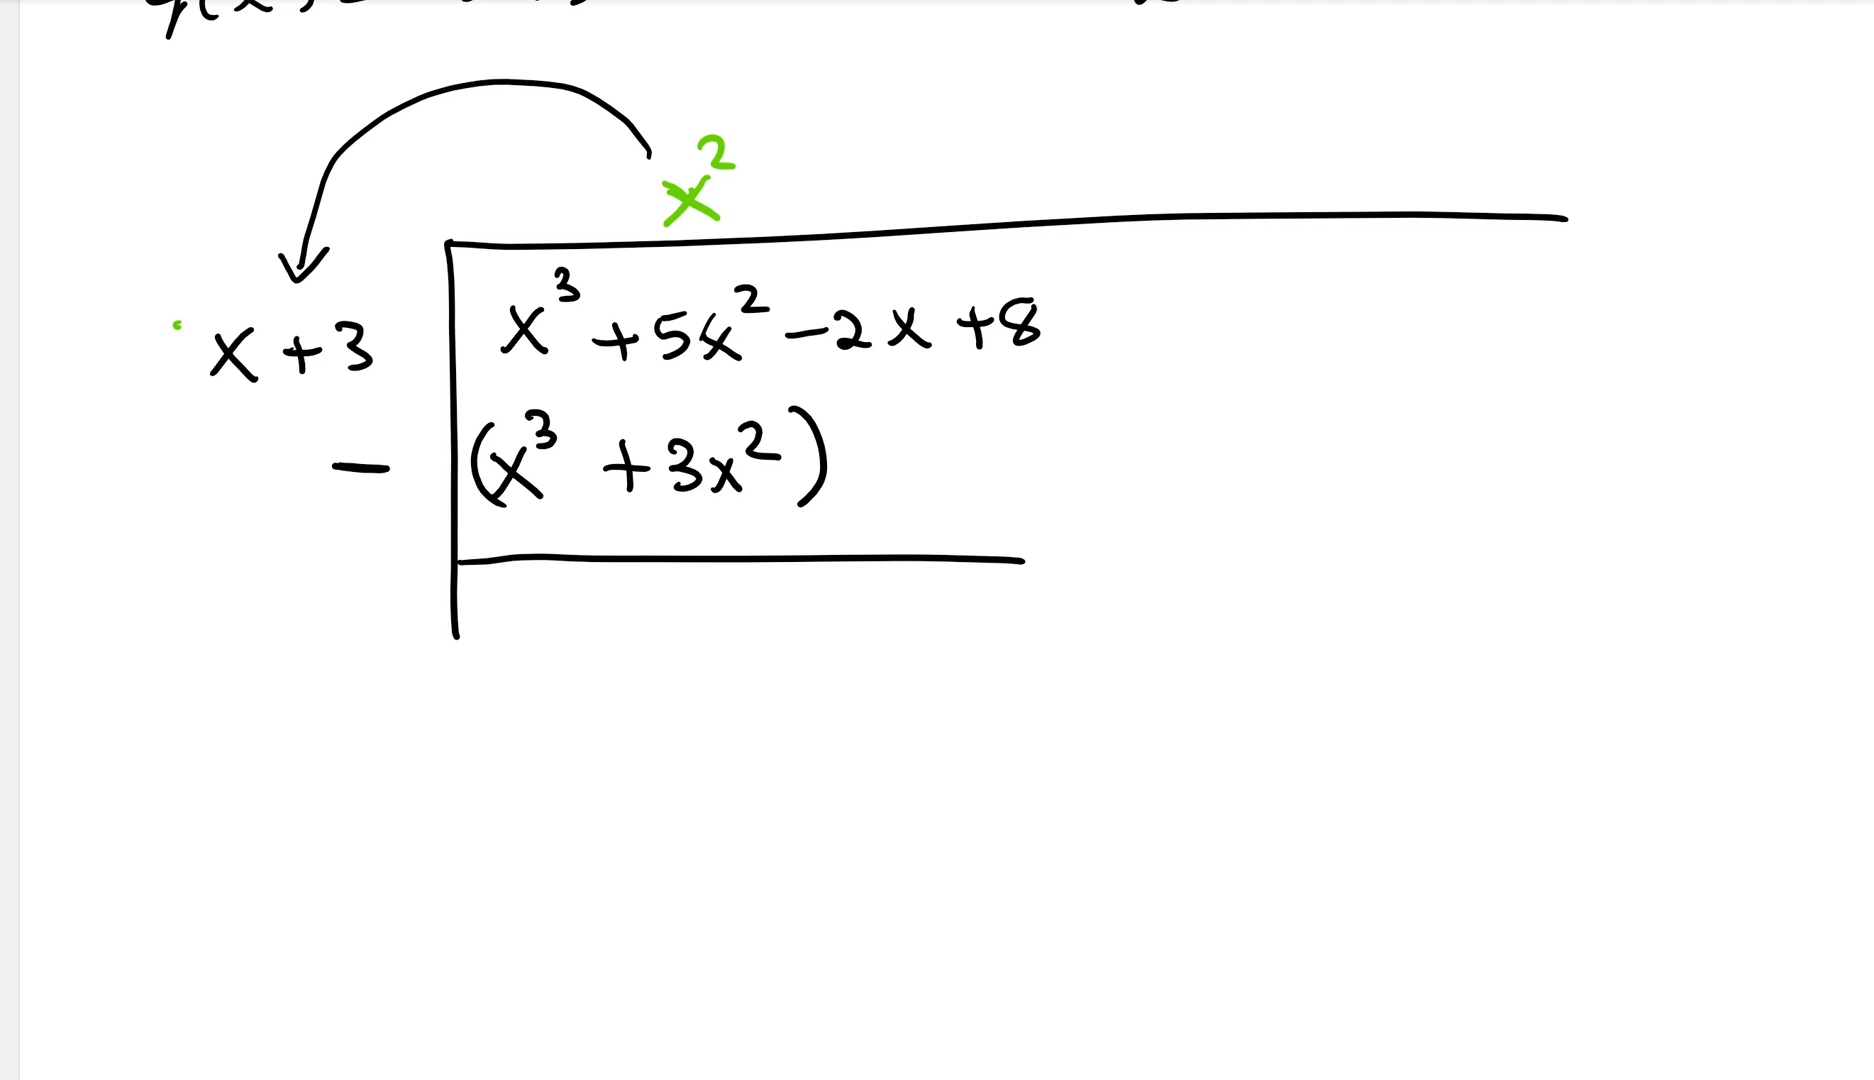 x²
x + 3 x³ + 5x² - 2x + 8
- (x³ + 3x²)